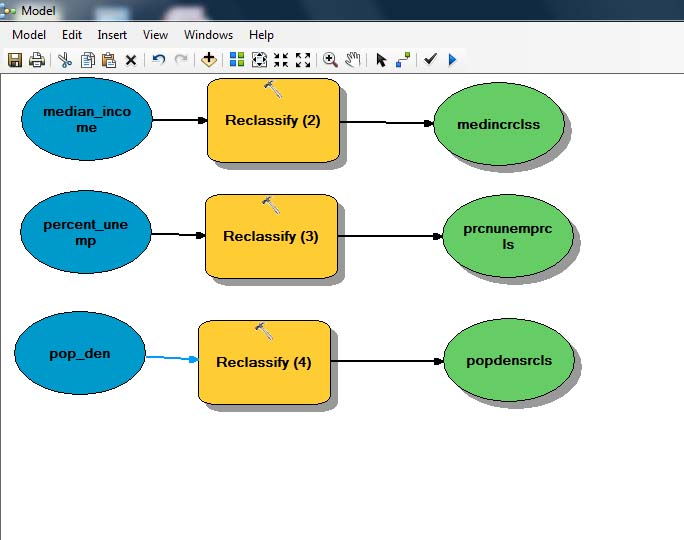 Model
Model Edit Insert View Windows Help
median_inco
me
Reclassify (2)
medincrclss
percent_une
mp
Reclassify (3)
prcnunemprc
ls
pop_den
Reclassify (4)
popdensrcls